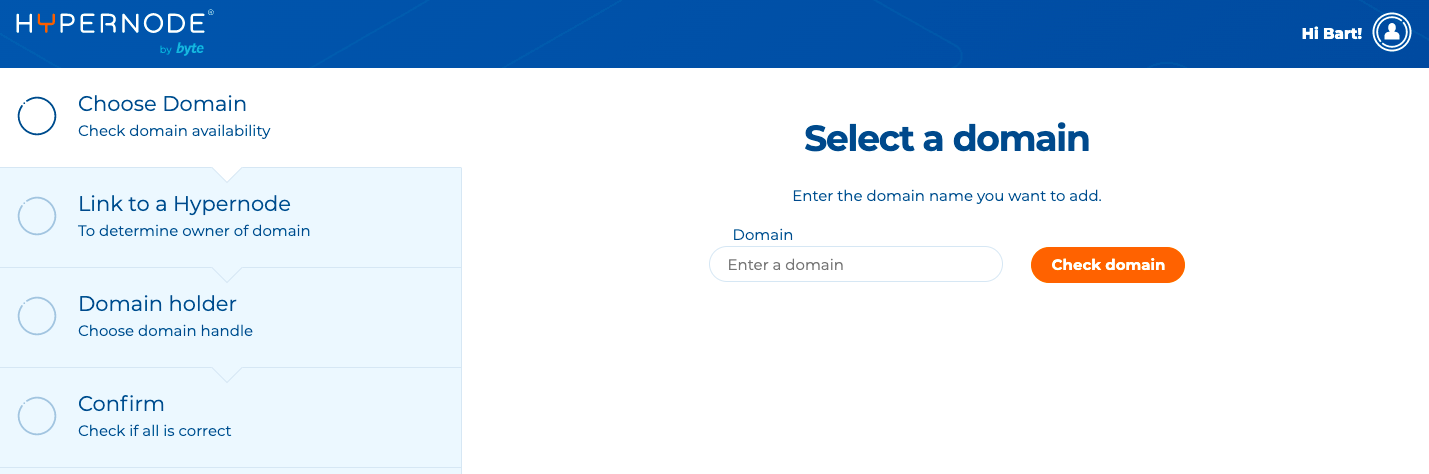 HYPERNODE®
by byte
Hi Bart!
Choose Domain
Check domain availability
Link to a Hypernode
To determine owner of domain
Domain holder
Choose domain handle
Confirm
Check if all is correct
Select a domain
Enter the domain name you want to add.
Domain
Enter a domain
Check domain